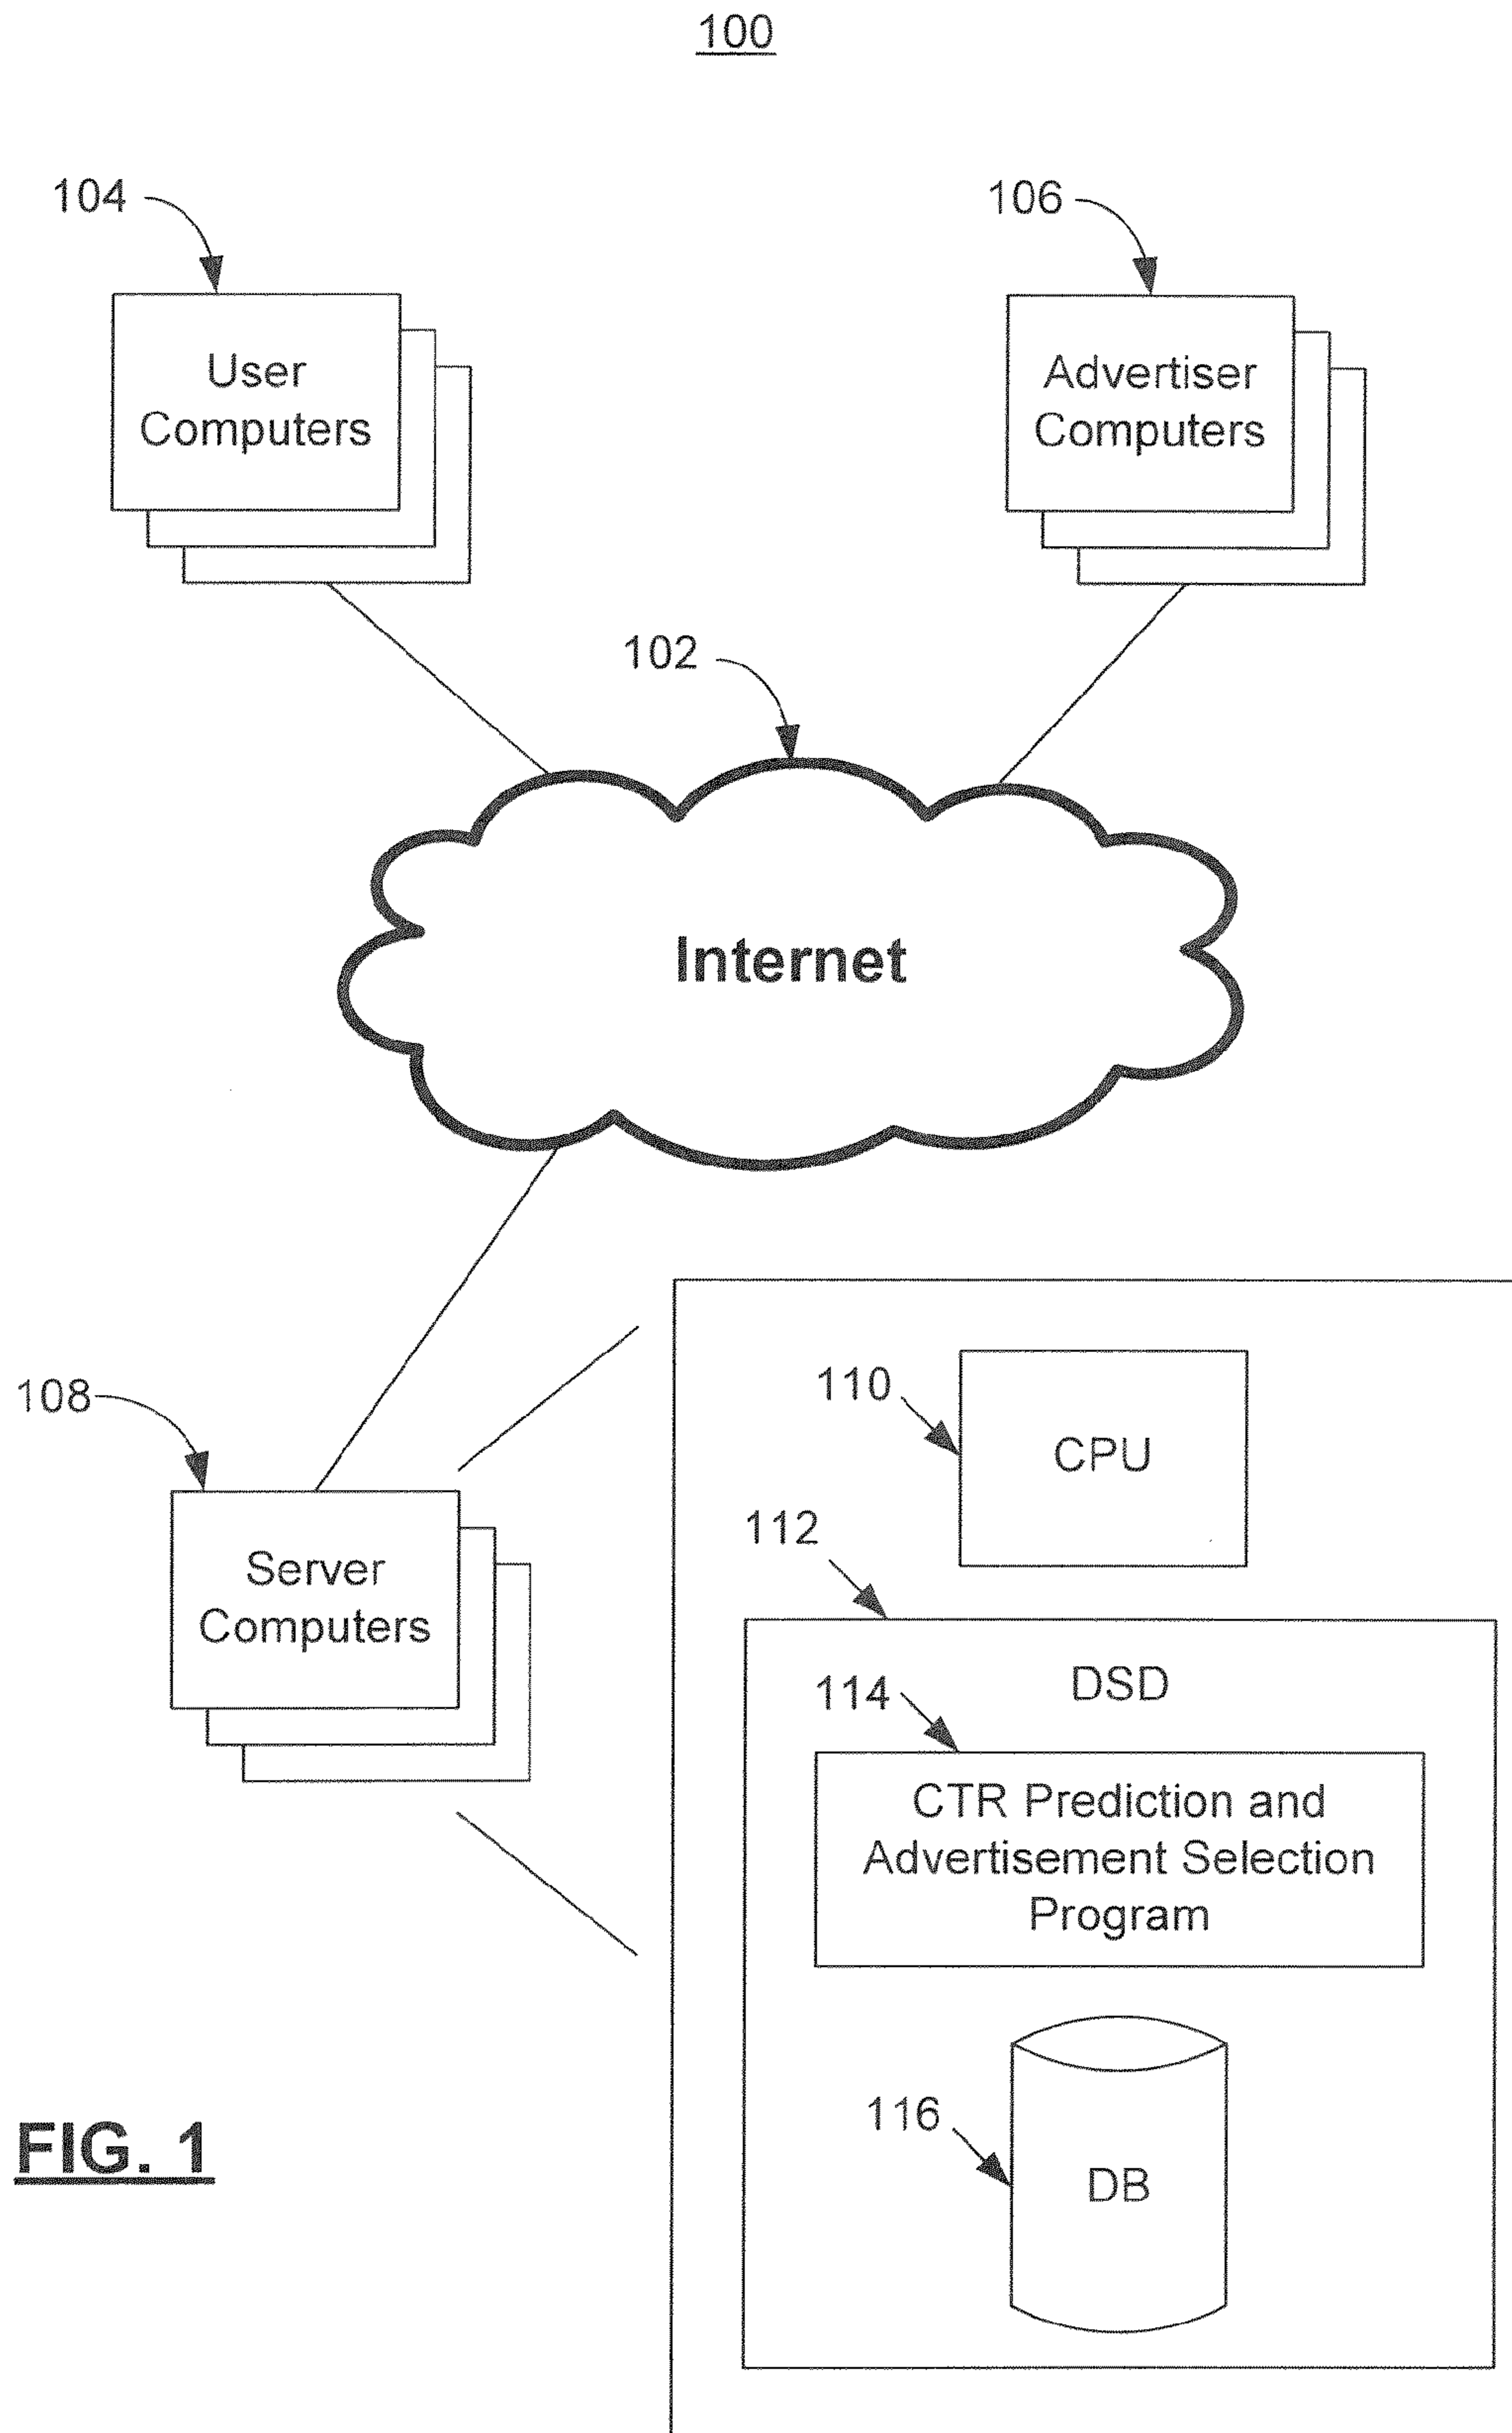 100
104
106
User
Computers
Advertiser
Computers
102
Internet
108
110
CPU
Server
Computers
112
DSD
114
CTR Prediction and
Advertisement Selection
Program
116
DB
FIG. 1